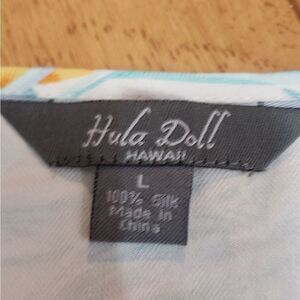 Hula Doll
HAWAII
L
100% Silk
Made in
China